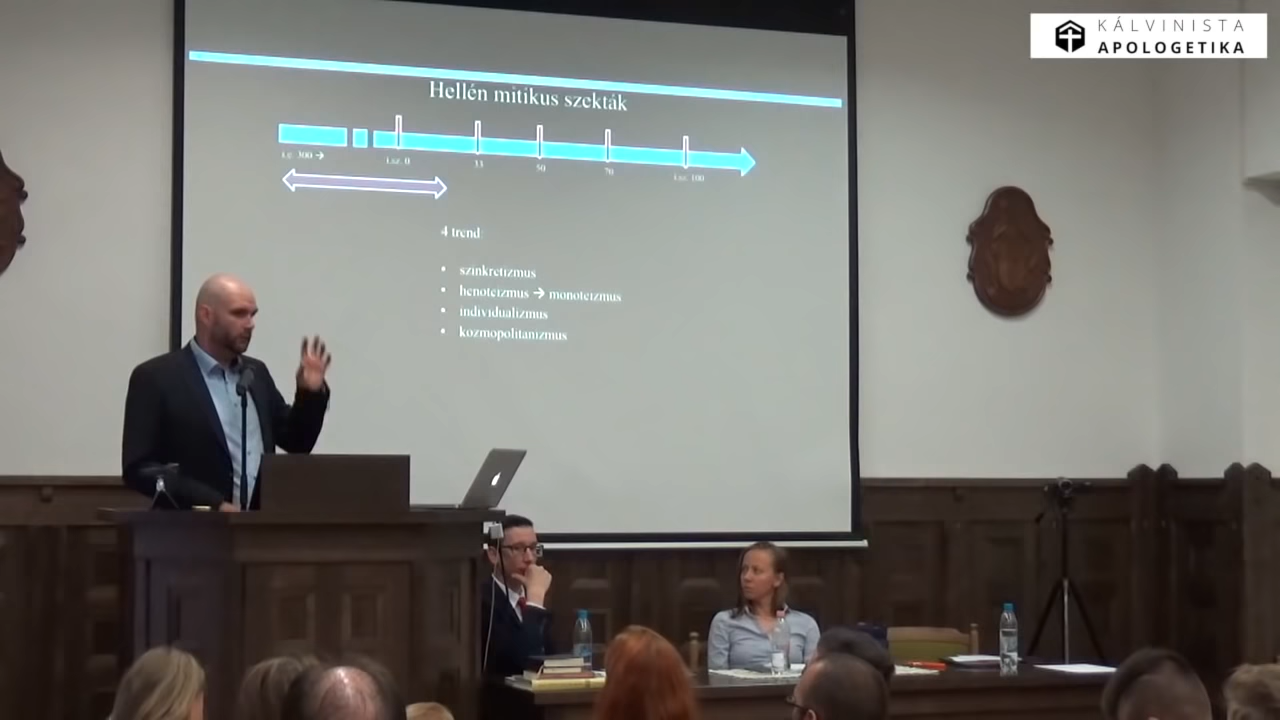 KÁLVINISTA
APOLOGETIKA
Hellén mitikus szekták
i.e. 300 →
i.sz. 0
33
50
70
i.sz. 100
4 trend:
• szinkretizmus
• henoteizmus → monoteizmus
• individualizmus
• kozmopolitanizmus